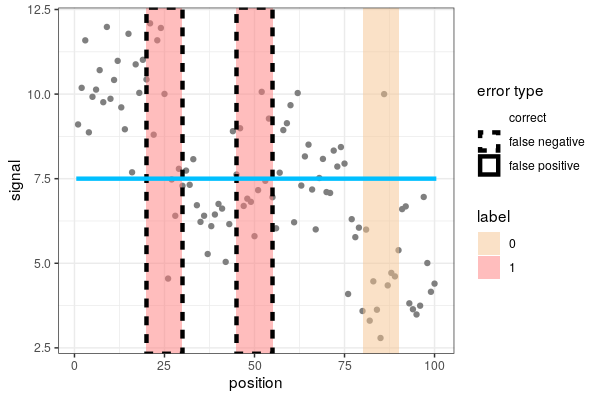 12.5
10.0
7.5
5.0
2.5
signal
0
25
50
75
100
position
error type
correct
false negative
false positive
label
0
1